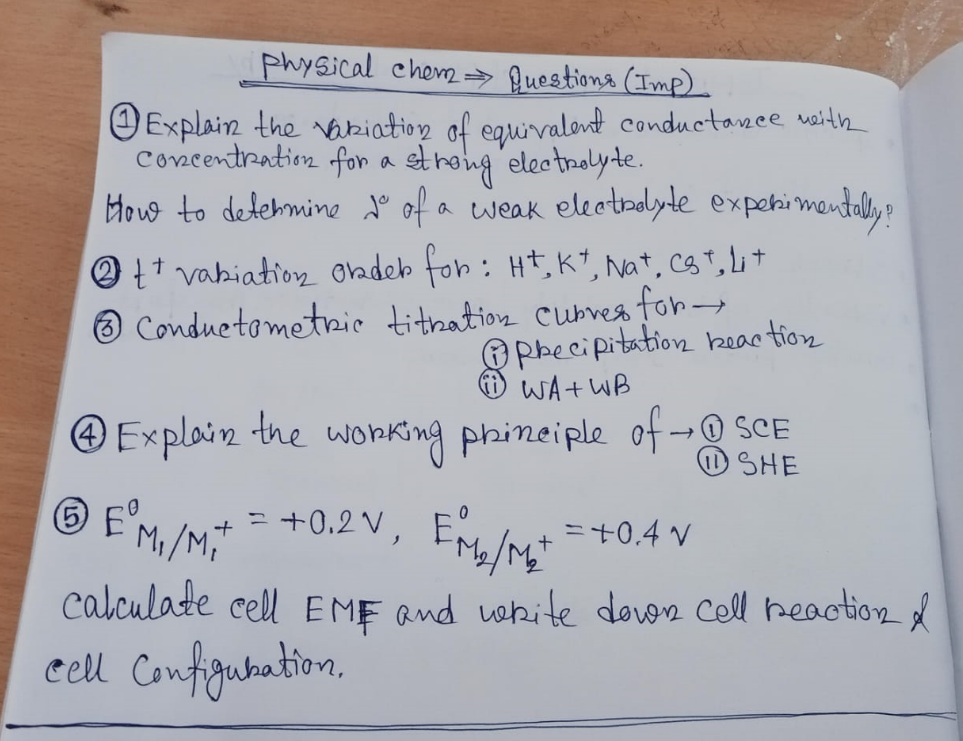 Physical chem ⇒ Questions (Imp)
① Explain the variation of equivalent conductance with
concentration for a strong electrolyte.
How to determine λ° of a weak electrolyte experimentally?
② t⁺ variation order for : H⁺, K⁺, Na⁺, Cs⁺, Li⁺
③ Conductometric titration curves for →
ⓘ Precipitation reaction
ⓘⓘ WA + WB
④ Explain the working principle of → ⓘ SCE
ⓘⓘ SHE
⑤ E⁰ M₁/M₁⁺ = +0.2 V, E⁰ M₂/M₂⁺ = +0.4 V
calculate cell EMF and write down cell reaction &
cell Configuration.